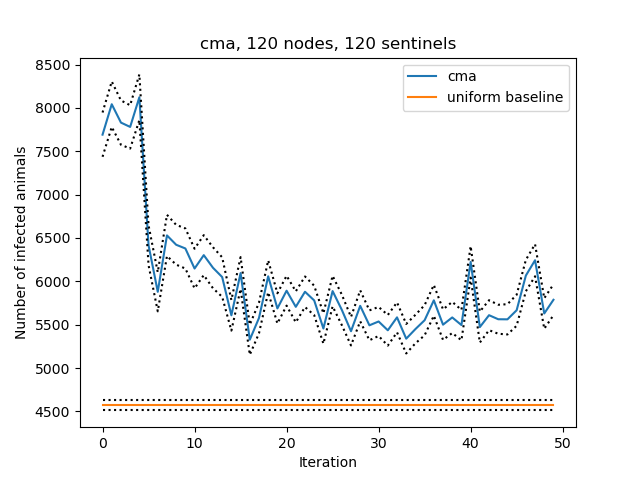 cma, 120 nodes, 120 sentinels
cma
uniform baseline
Number of infected animals
8500
8000
7500
7000
6500
6000
5500
5000
4500
0 10 20 30 40 50
Iteration